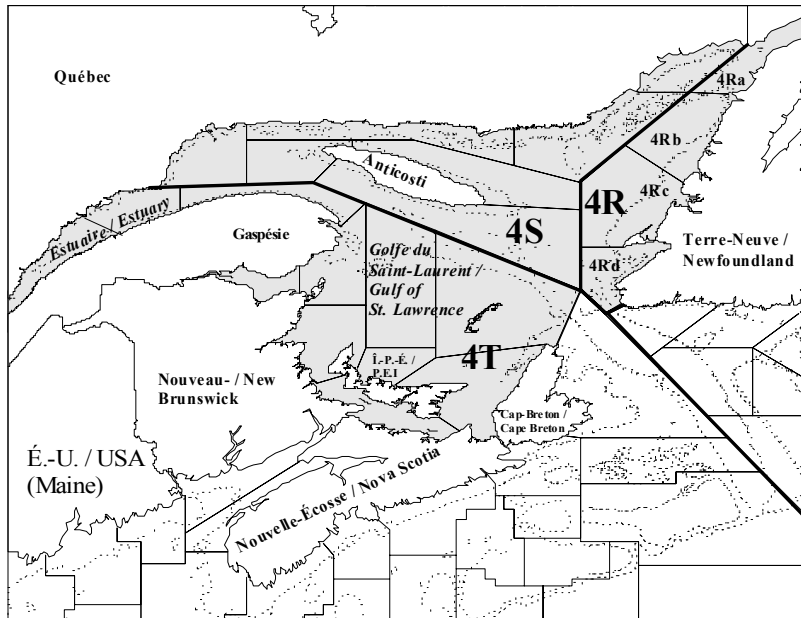 Québec
4Ra
4Rb
Anticosti
4Rc
4R
Estuaire / Estuary
Gaspésie
4S
Terre-Neuve /
Newfoundland
4Rd
Golfe du
Saint-Laurent /
Gulf of
St. Lawrence
Î.-P.-É /
P.E.I
4T
Nouveau- / New
Brunswick
Cap-Breton /
Cape Breton
É.-U. / USA
(Maine)
Nouvelle-Écosse / Nova Scotia